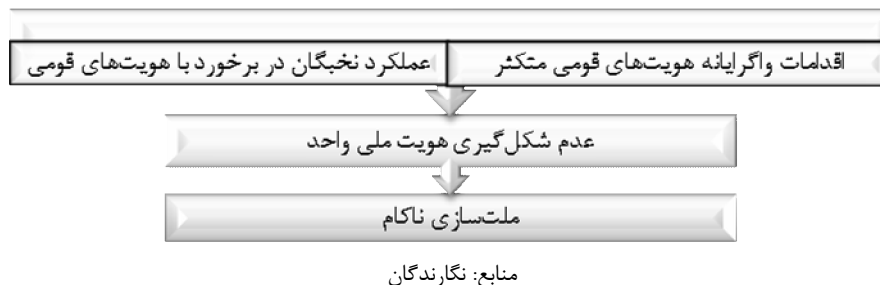 اقدامات واگرایانه هویت‌های قومی متکثر
عملکرد نخبگان در برخورد با هویت‌های قومی
عدم شکل‌گیری هویت ملی واحد
ملت‌سازی ناکام
منابع: نگارندگان